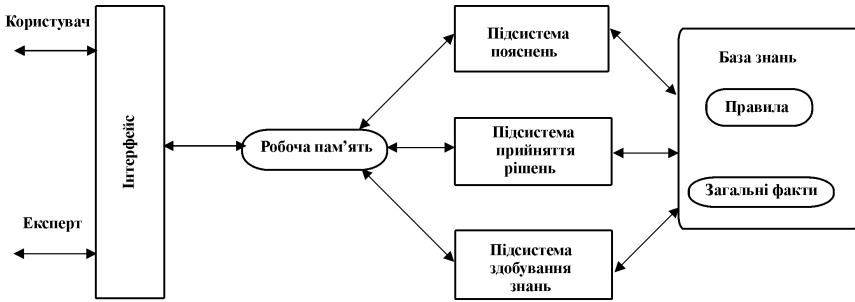 Користувач
Експерт
Інтерфейс
Робоча пам’ять
Підсистема
пояснень
Підсистема
прийняття
рішень
Підсистема
здобування
знань
База знань
Правила
Загальні факти